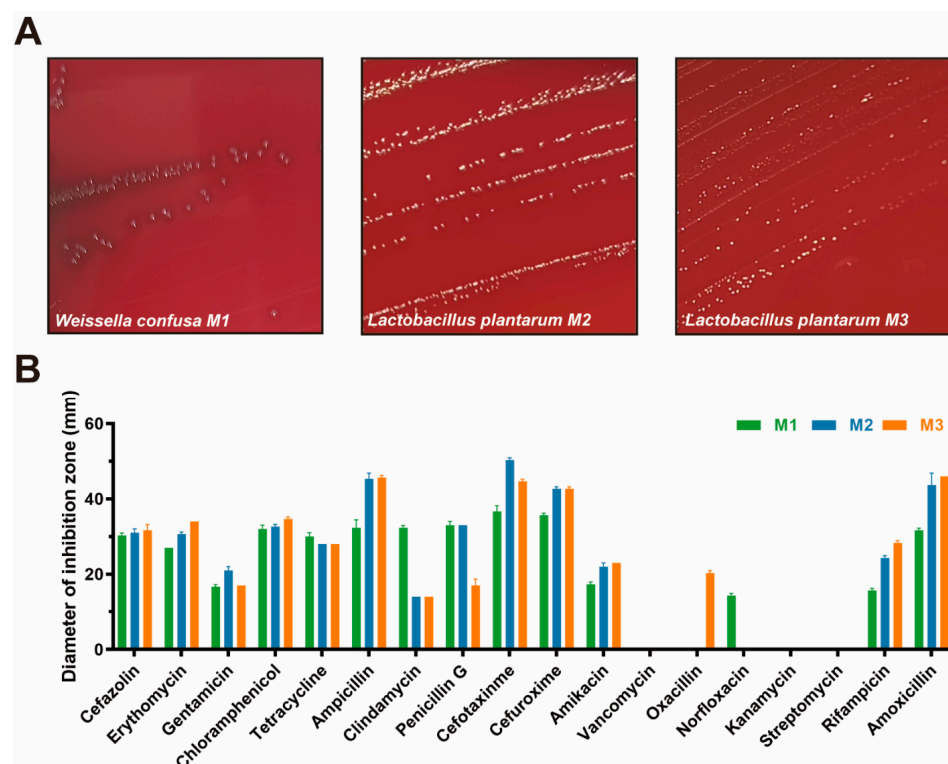 A
Weissella confusa M1
Lactobacillus plantarum M2
Lactobacillus plantarum M3
B
Diameter of inhibition zone (mm)
60
40
20
0
M1 M2 M3
Cefazolin
Erythomycin
Gentamicin
Chloramphenicol
Tetracycline
Ampicillin
Clindamycin
Penicillin G
Cefotaxinme
Cefuroxime
Amikacin
Vancomycin
Oxacillin
Norfloxacin
Kanamycin
Streptomycin
Rifampicin
Amoxicillin